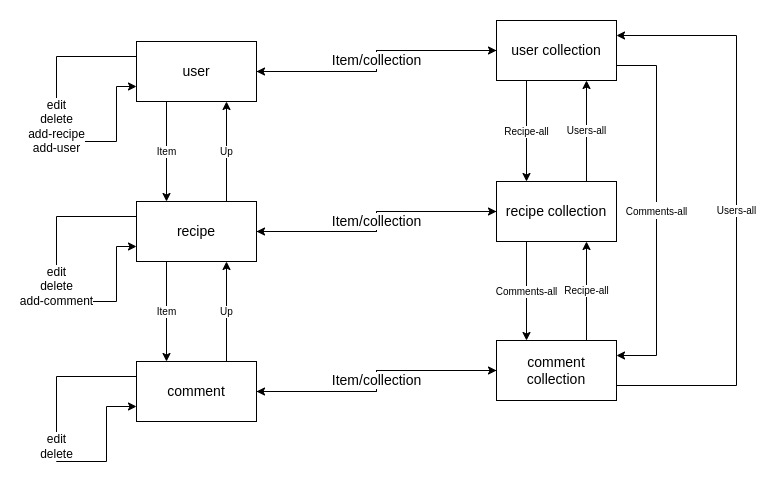 user collection
user
Item/collection
edit
delete
add-recipe
add-user
Item
Up
Recipe-all
Users-all
recipe
Item/collection
recipe collection
Comments-all
Users-all
edit
delete
add-comment
Item
Up
Comments-all
Recipe-all
comment
Item/collection
comment
collection
edit
delete